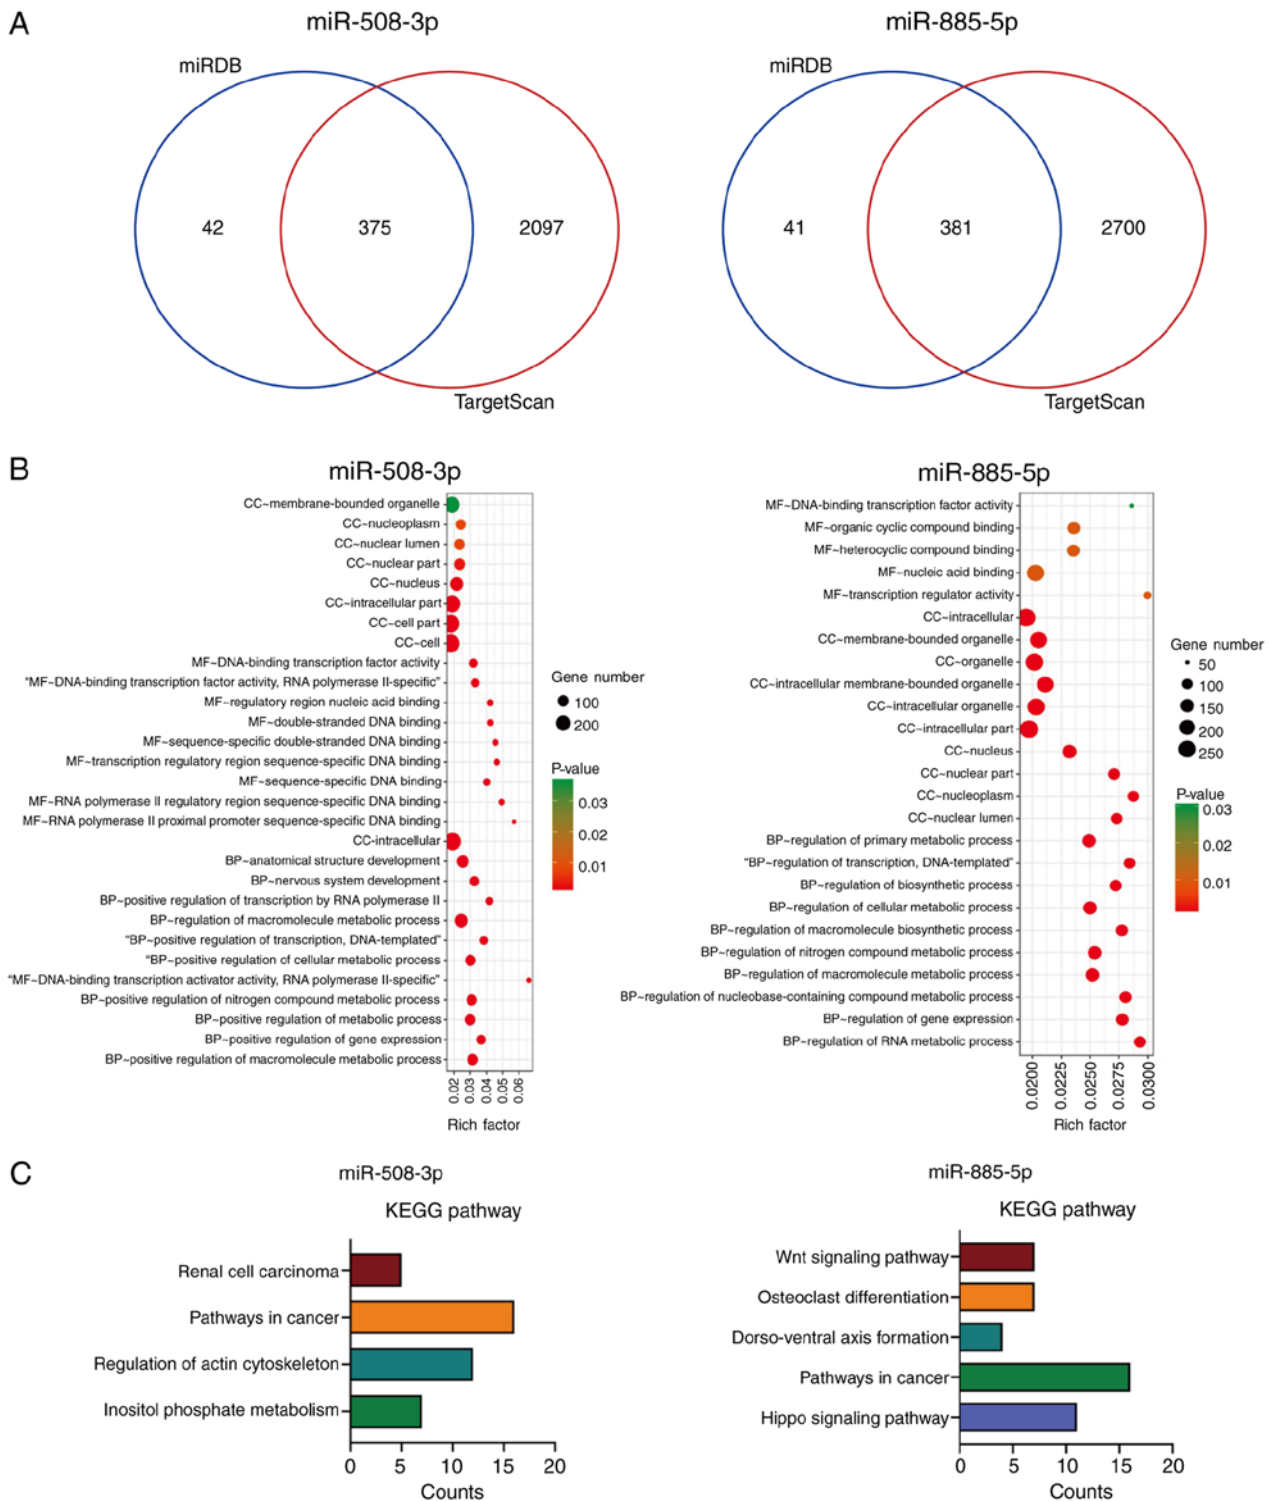 A
miR-508-3p
miR-885-5p
miRDB
miRDB
42
375
2097
41
381
2700
TargetScan
TargetScan
B
miR-508-3p
CC~membrane-bounded organelle
CC~nucleoplasm
CC~nuclear lumen
CC~nuclear part
CC~nucleus
CC~intracellular part
CC~cell part
CC~cell
MF~DNA-binding transcription factor activity
“MF~DNA-binding transcription factor activity, RNA polymerase II-specific”
MF~regulatory region nucleic acid binding
MF~double-stranded DNA binding
MF~sequence-specific double-stranded DNA binding
MF~transcription regulatory region sequence-specific DNA binding
MF~sequence-specific DNA binding
MF~RNA polymerase II regulatory region sequence-specific DNA binding
MF~RNA polymerase II proximal promoter sequence-specific DNA binding
CC-intracellular
BP~anatomical structure development
BP~nervous system development
BP~positive regulation of transcription by RNA polymerase II
BP~regulation of macromolecule metabolic process
“BP~positive regulation of transcription, DNA-templated”
“BP~positive regulation of cellular metabolic process
“MF~DNA-binding transcription activator activity, RNA polymerase II-specific”
BP~positive regulation of nitrogen compound metabolic process
BP~positive regulation of metabolic process
BP~positive regulation of gene expression
BP~positive regulation of macromolecule metabolic process
0.02
0.03
0.04
0.05
0.06
Rich factor
Gene number
100
200
P-value
0.03
0.02
0.01
miR-885-5p
MF~DNA-binding transcription factor activity
MF~organic cyclic compound binding
MF~heterocyclic compound binding
MF~nucleic acid binding
MF~transcription regulator activity
CC~intracellular
CC~membrane-bounded organelle
CC~organelle
CC~intracellular membrane-bounded organelle
CC~intracellular organelle
CC~intracellular part
CC~nucleus
CC~nuclear part
CC~nucleoplasm
CC~nuclear lumen
BP~regulation of primary metabolic process
“BP~regulation of transcription, DNA-templated”
BP~regulation of biosynthetic process
BP~regulation of cellular metabolic process
BP~regulation of macromolecule biosynthetic process
BP~regulation of nitrogen compound metabolic process
BP~regulation of macromolecule metabolic process
BP~regulation of nucleobase-containing compound metabolic process
BP~regulation of gene expression
BP~regulation of RNA metabolic process
0.0200
0.0225
0.0250
0.0275
0.0300
Rich factor
Gene number
50
100
150
200
250
P-value
0.03
0.02
0.01
C
miR-508-3p
KEGG pathway
Renal cell carcinoma
Pathways in cancer
Regulation of actin cytoskeleton
Inositol phosphate metabolism
0 5 10 15 20
Counts
miR-885-5p
KEGG pathway
Wnt signaling pathway
Osteoclast differentiation
Dorso-ventral axis formation
Pathways in cancer
Hippo signaling pathway
0 5 10 15 20
Counts